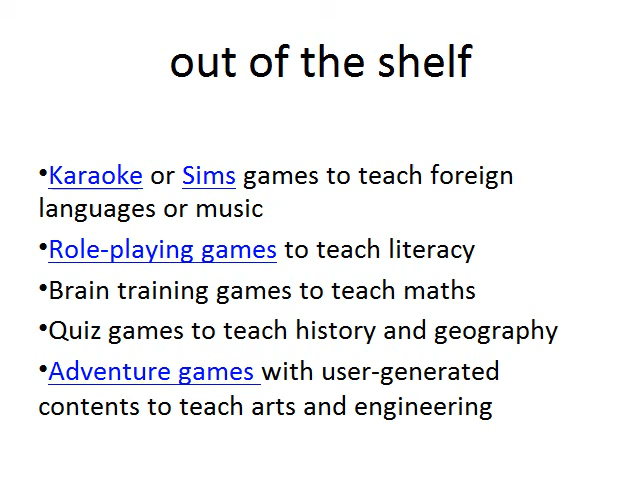 out of the shelf
•Karaoke or Sims games to teach foreign
languages or music
•Role-playing games to teach literacy
•Brain training games to teach maths
•Quiz games to teach history and geography
•Adventure games with user-generated
contents to teach arts and engineering